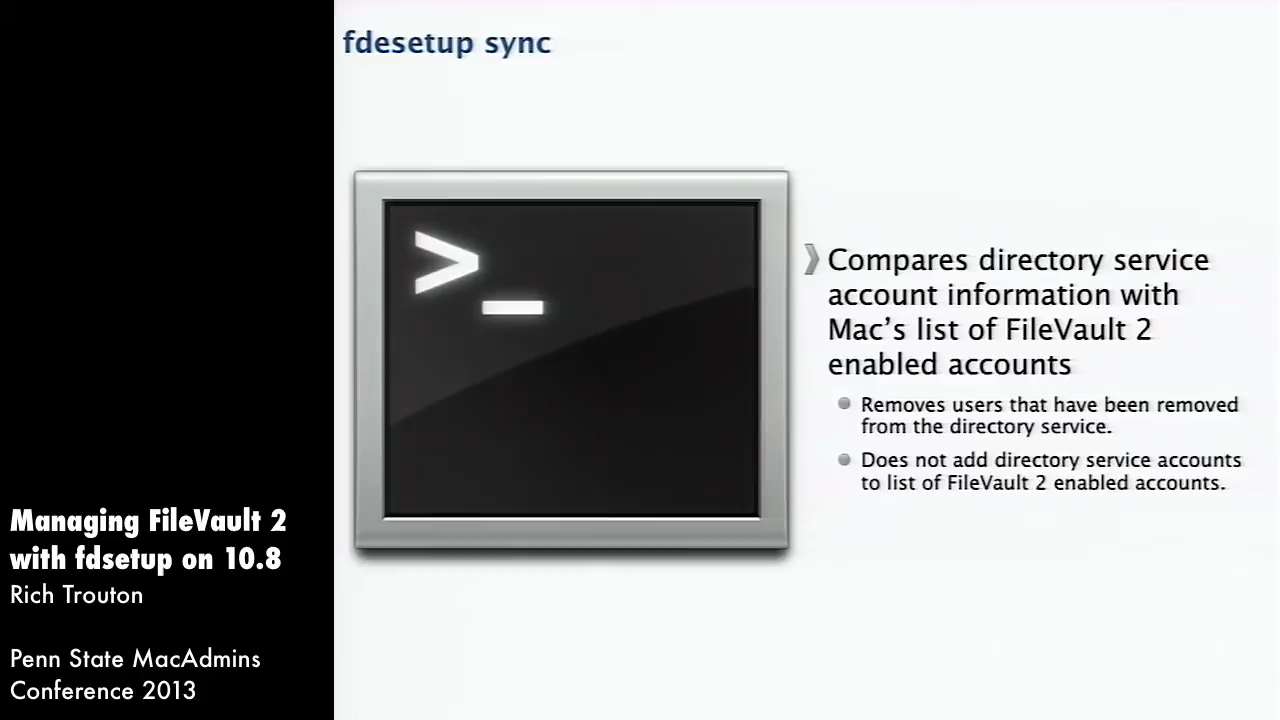 fdesetup sync
>_
Compares directory service
account information with
Mac’s list of FileVault 2
enabled accounts
Removes users that have been removed
from the directory service.
Does not add directory service accounts
to list of FileVault 2 enabled accounts.
Managing FileVault 2
with fdsetup on 10.8
Rich Trouton
Penn State MacAdmins
Conference 2013